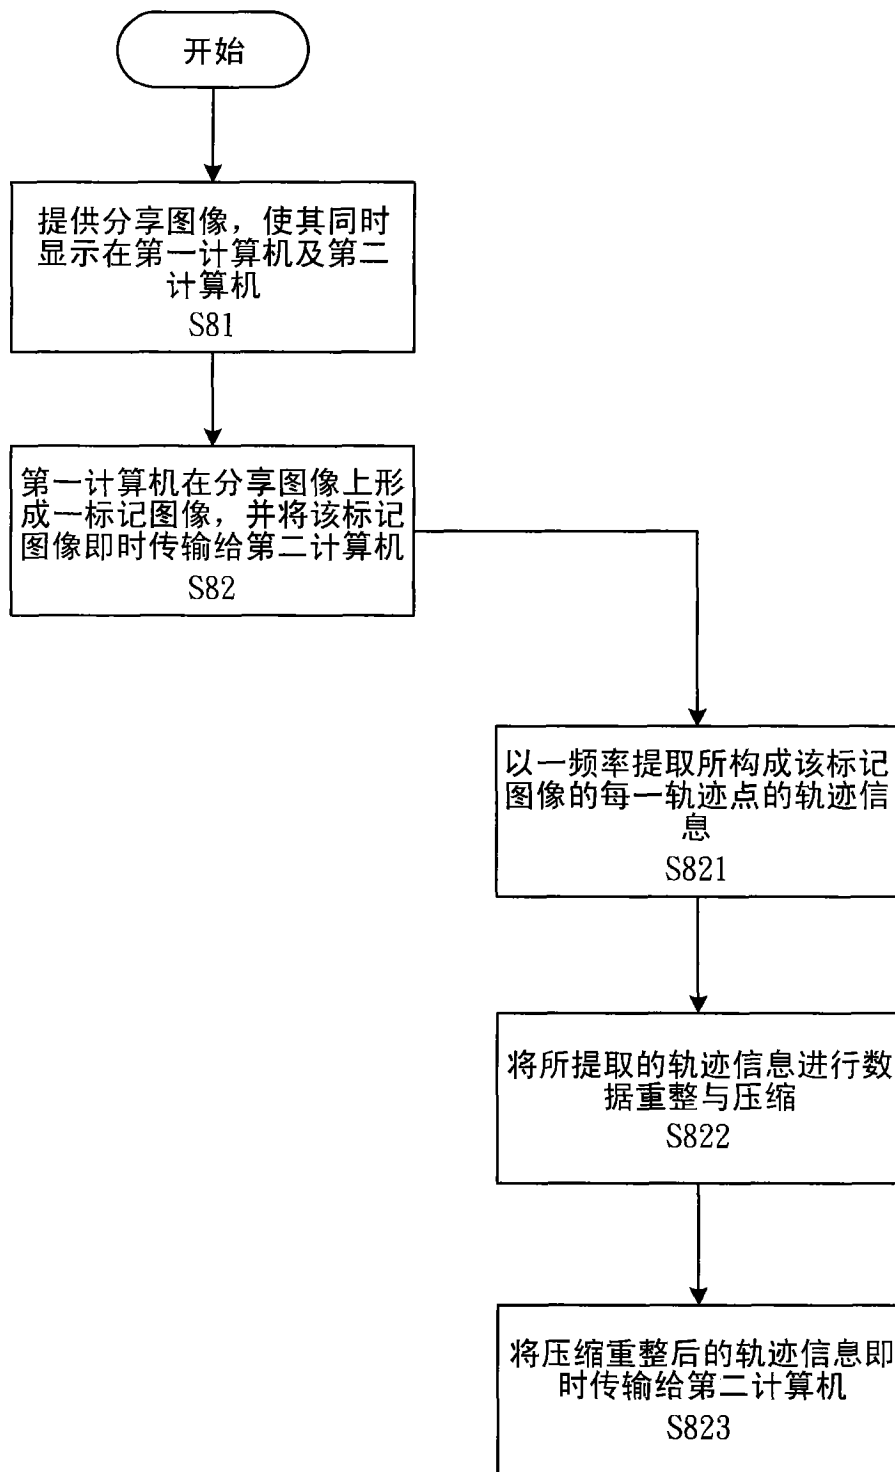 开始
提供分享图像，使其同时
显示在第一计算机及第二
计算机
S81
第一计算机在分享图像上形
成一标记图像，并将该标记
图像即时传输给第二计算机
S82
以一频率提取所构成该标记
图像的每一轨迹点的轨迹信
息
S821
将所提取的轨迹信息进行数
据重整与压缩
S822
将压缩重整后的轨迹信息即
时传输给第二计算机
S823